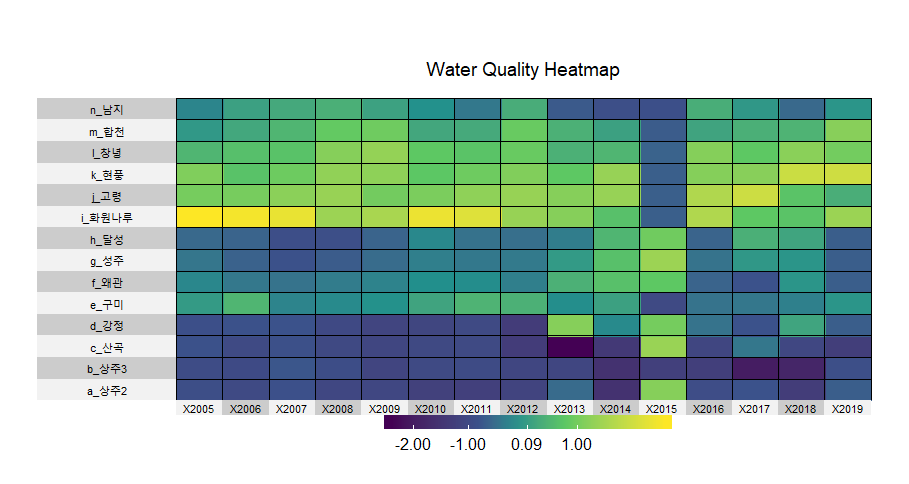 Water Quality Heatmap
n_남지
m_합천
l_창녕
k_현풍
j_고령
i_화원나루
h_달성
g_성주
f_왜관
e_구미
d_강정
c_산곡
b_상주3
a_상주2
X2005 X2006 X2007 X2008 X2009 X2010 X2011 X2012 X2013 X2014 X2015 X2016 X2017 X2018 X2019
-2.00 -1.00 0.09 1.00